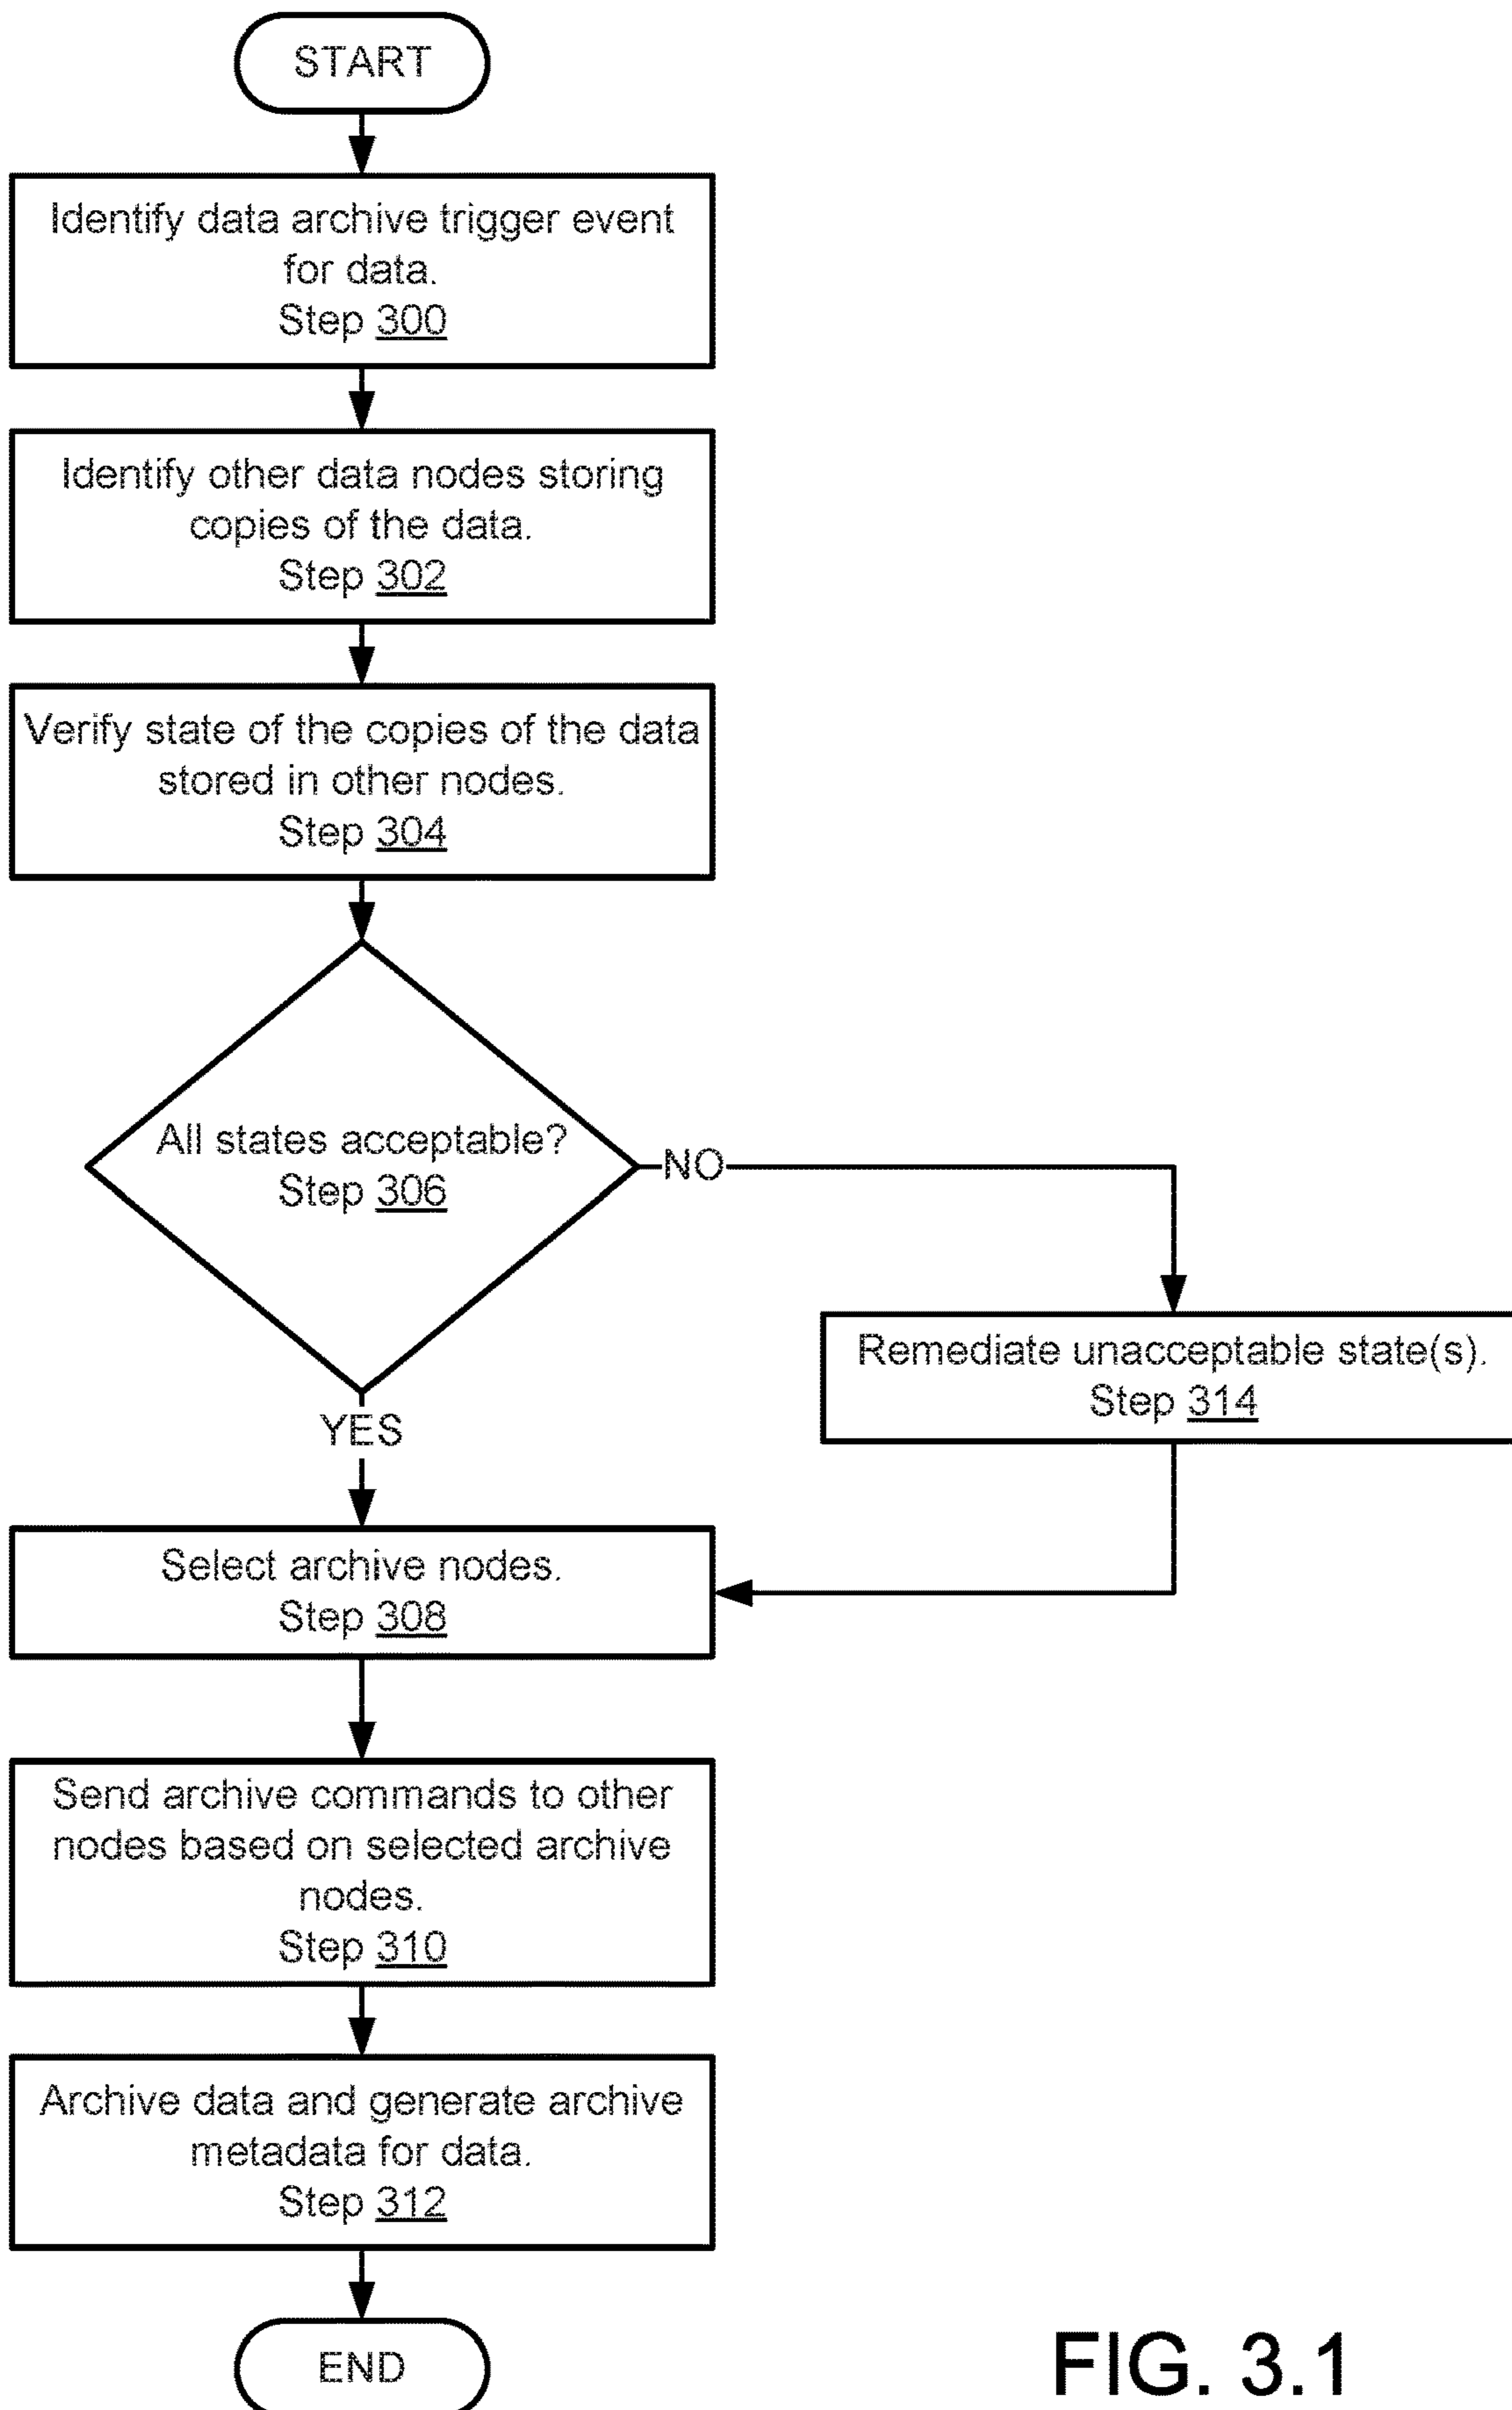 START
Identify data archive trigger event
for data.
Step 300
Identify other data nodes storing
copies of the data.
Step 302
Verify state of the copies of the data
stored in other nodes.
Step 304
All states acceptable?
Step 306
NO
Remediate unacceptable state(s).
Step 314
YES
Select archive nodes.
Step 308
Send archive commands to other
nodes based on selected archive
nodes.
Step 310
Archive data and generate archive
metadata for data.
Step 312
END
FIG. 3.1